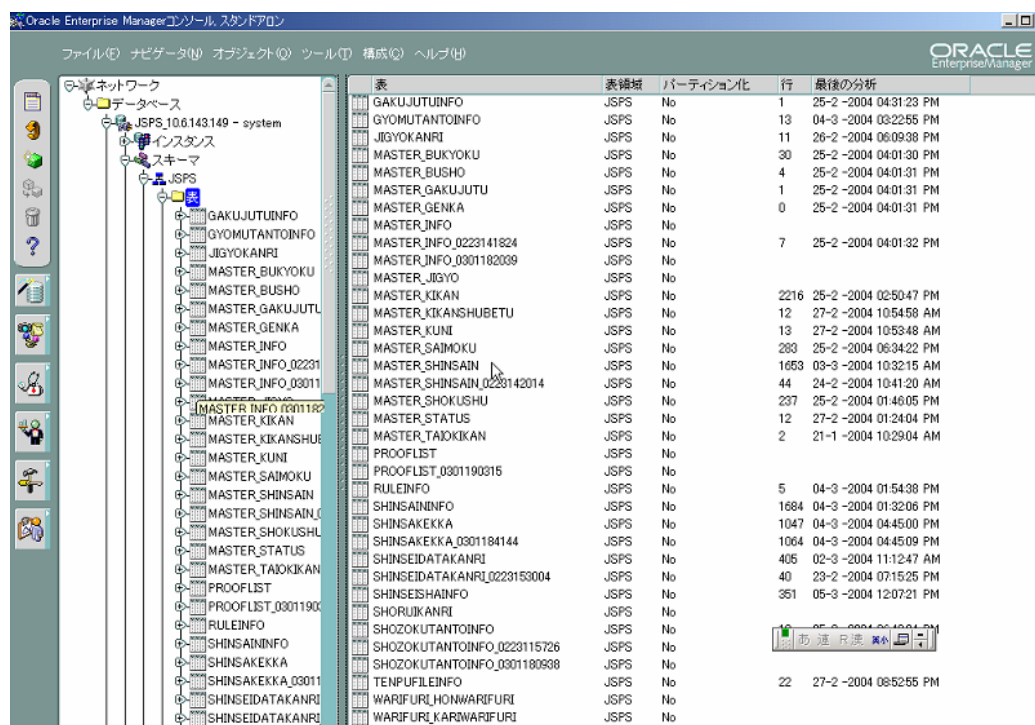 Oracle Enterprise Managerコンソール, スタンドアロン
ファイル(F) ナビゲータ(N) オブジェクト(O) ツール(T) 構成(C) ヘルプ(H)
ORACLE
EnterpriseManager
ネットワーク
データベース
JSPS_10.6.143.149 - system
インスタンス
スキーマ
JSPS
表
GAKUJUTUINFO
GYOMUTANTOINFO
JIGYOKANRI
MASTER_BUKYOKU
MASTER_BUSHO
MASTER_GAKUJUTU
MASTER_GENKA
MASTER_INFO
MASTER_INFO_02231
MASTER_INFO_03011
MASTER_INFO_0301182
MASTER_KIKAN
MASTER_KIKANSHUB
MASTER_KUNI
MASTER_SAIMOKU
MASTER_SHINSAIN
MASTER_SHINSAIN_0
MASTER_SHOKUSHU
MASTER_STATUS
MASTER_TAIOKIKAN
PROOFLIST
PROOFLIST_030119
RULEINFO
SHINSAININFO
SHINSAKEKKA
SHINSAKEKKA_03011
SHINSEIDATAKANRI
SHINSEIDATAKANRI
表 表領域 パーティション化 行 最後の分析
GAKUJUTUINFO JSPS No 1 25-2 -2004 04:31:23 PM
GYOMUTANTOINFO JSPS No 13 04-3 -2004 03:22:55 PM
JIGYOKANRI JSPS No 11 26-2 -2004 06:09:38 PM
MASTER_BUKYOKU JSPS No 30 25-2 -2004 04:01:30 PM
MASTER_BUSHO JSPS No 4 25-2 -2004 04:01:31 PM
MASTER_GAKUJUTU JSPS No 1 25-2 -2004 04:01:31 PM
MASTER_GENKA JSPS No 0 25-2 -2004 04:01:31 PM
MASTER_INFO JSPS No
MASTER_INFO_0223141824 JSPS No 7 25-2 -2004 04:01:32 PM
MASTER_INFO_0301182039 JSPS No
MASTER_JIGYO JSPS No
MASTER_KIKAN JSPS No 2216 25-2 -2004 02:50:47 PM
MASTER_KIKANSHUBETU JSPS No 12 27-2 -2004 10:54:58 AM
MASTER_KUNI JSPS No 13 27-2 -2004 10:53:48 AM
MASTER_SAIMOKU JSPS No 283 25-2 -2004 06:34:22 PM
MASTER_SHINSAIN JSPS No 1653 03-3 -2004 10:32:15 AM
MASTER_SHINSAIN_0223142014 JSPS No 44 24-2 -2004 10:41:20 AM
MASTER_SHOKUSHU JSPS No 237 25-2 -2004 01:46:05 PM
MASTER_STATUS JSPS No 12 27-2 -2004 01:24:04 PM
MASTER_TAIOKIKAN JSPS No 2 21-1 -2004 10:29:04 AM
PROOFLIST JSPS No
PROOFLIST_0301190315 JSPS No
RULEINFO JSPS No 5 04-3 -2004 01:54:38 PM
SHINSAININFO JSPS No 1684 04-3 -2004 01:32:06 PM
SHINSAKEKKA JSPS No 1047 04-3 -2004 04:45:00 PM
SHINSAKEKKA_0301184144 JSPS No 1064 04-3 -2004 04:45:09 PM
SHINSEIDATAKANRI JSPS No 405 02-3 -2004 11:12:47 AM
SHINSEIDATAKANRI_0223153004 JSPS No 40 23-2 -2004 07:15:25 PM
SHINSEISHAINFO JSPS No 351 05-3 -2004 12:07:21 PM
SHORUIKANRI JSPS No
SHOZOKUTANTOINFO JSPS No
SHOZOKUTANTOINFO_0223115726 JSPS No
SHOZOKUTANTOINFO_0301180938 JSPS No
TENPUFILEINFO JSPS No 22 27-2 -2004 08:52:55 PM
WARIFURI_HONWARIFURI JSPS No
WARIFURI_KARIWARIFURI JSPS No
あ 連 R漢 英小